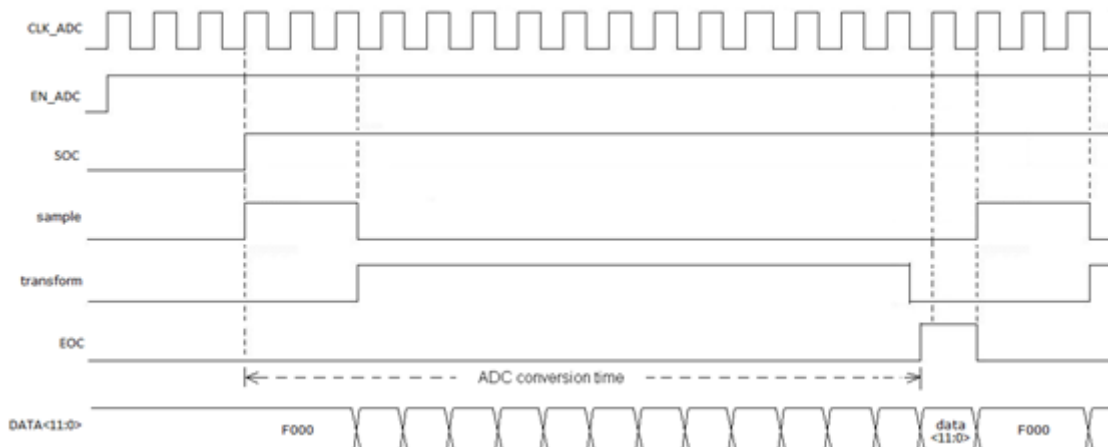 CLK_ADC
EN_ADC
SOC
sample
transform
EOC
ADC conversion time
DATA<11:0>
F000
data
<11:0>
F000